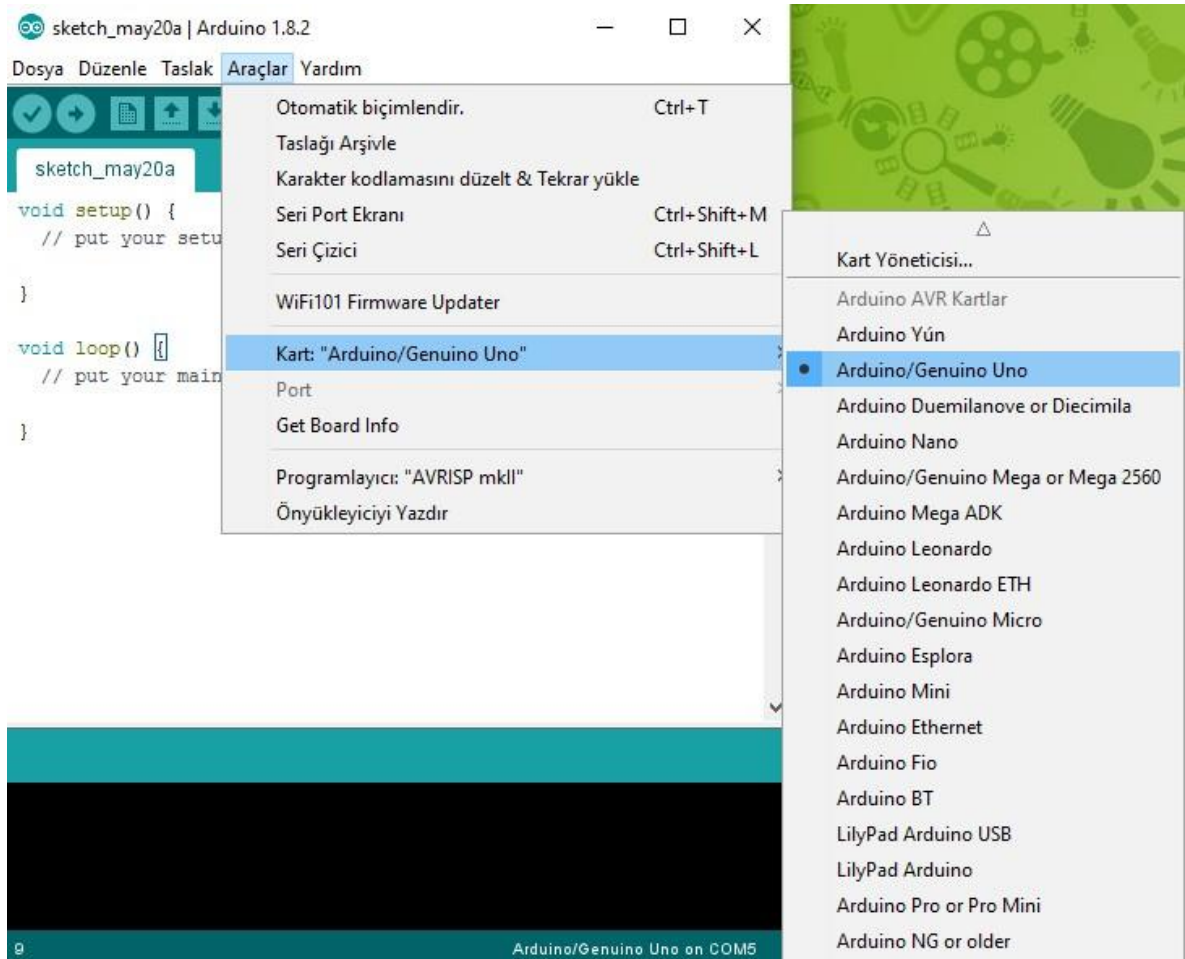 sketch_may20a | Arduino 1.8.2
Dosya Düzenle Taslak Araçlar Yardım
sketch_may20a
void setup() {
// put your setu
}
void loop() {
// put your main
}
Otomatik biçimlendir. Ctrl+T
Taslağı Arşivle
Karakter kodlamasını düzelt & Tekrar yükle
Seri Port Ekranı Ctrl+Shift+M
Seri Çizici Ctrl+Shift+L
WiFi101 Firmware Updater
Kart: "Arduino/Genuino Uno"
Port
Get Board Info
Programlayıcı: "AVRISP mkII"
Önyükleyiciyi Yazdır
Kart Yöneticisi...
Arduino AVR Kartlar
Arduino Yún
Arduino/Genuino Uno
Arduino Duemilanove or Diecimila
Arduino Nano
Arduino/Genuino Mega or Mega 2560
Arduino Mega ADK
Arduino Leonardo
Arduino Leonardo ETH
Arduino/Genuino Micro
Arduino Esplora
Arduino Mini
Arduino Ethernet
Arduino Fio
Arduino BT
LilyPad Arduino USB
LilyPad Arduino
Arduino Pro or Pro Mini
Arduino NG or older
9 Arduino/Genuino Uno on COM5